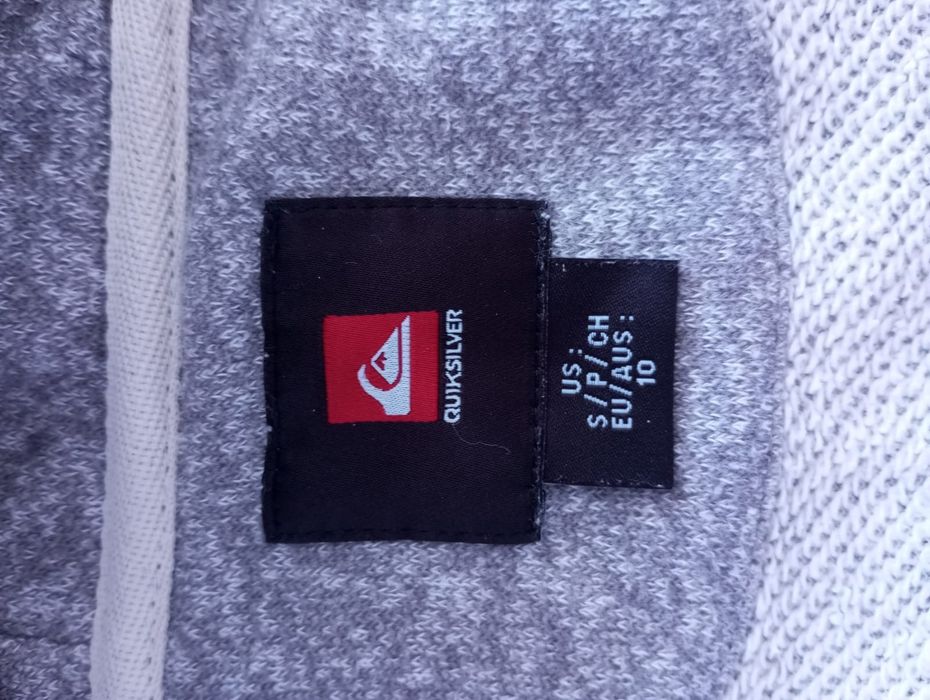 QUIKSILVER
US :
S / P / CH
EU/AUS :
10